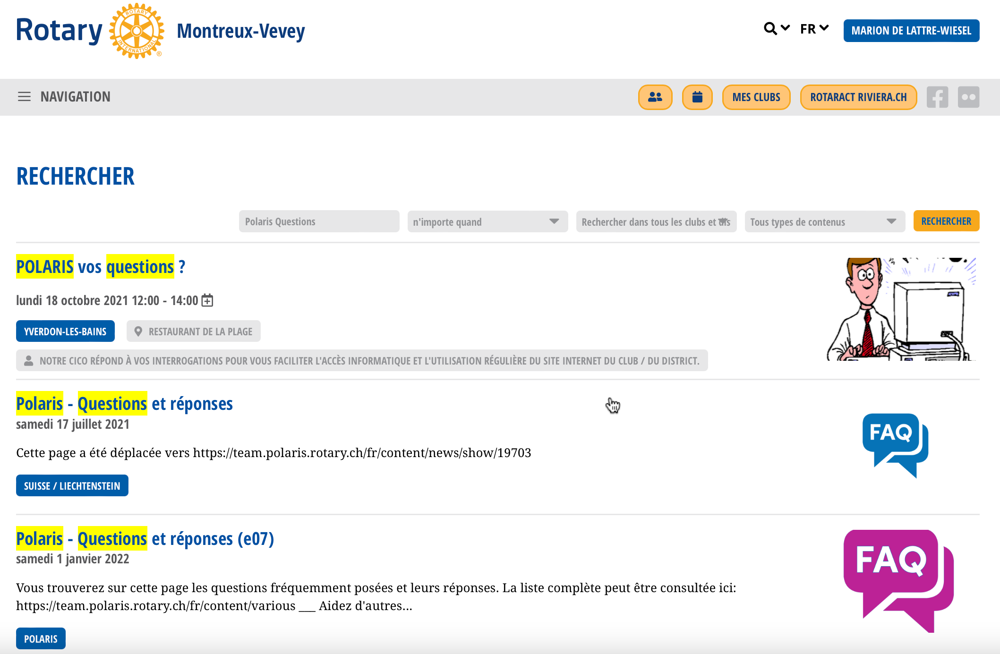 Rotary
ROTARY
INTERNATIONAL
®
Montreux-Vevey
FR
MARION DE LATTRE-WIESEL
NAVIGATION
MES CLUBS
ROTARACT RIVIERA.CH
RECHERCHER
Polaris Questions
n'importe quand
Rechercher dans tous les clubs et
Tous types de contenus
RECHERCHER
POLARIS vos questions ?
lundi 18 octobre 2021 12:00 - 14:00
YVERDON-LES-BAINS
RESTAURANT DE LA PLAGE
NOTRE CICO RÉPOND À VOS INTERROGATIONS POUR VOUS FACILITER L'ACCÈS INFORMATIQUE ET L'UTILISATION RÉGULIÈRE DU SITE INTERNET DU CLUB / DU DISTRICT.
Polaris - Questions et réponses
samedi 17 juillet 2021
Cette page a été déplacée vers https://team.polaris.rotary.ch/fr/content/news/show/19703
SUISSE / LIECHTENSTEIN
FAQ
Polaris - Questions et réponses (e07)
samedi 1 janvier 2022
Vous trouverez sur cette page les questions fréquemment posées et leurs réponses. La liste complète peut être consultée ici:
https://team.polaris.rotary.ch/fr/content/various ___ Aidez d'autres...
POLARIS
FAQ